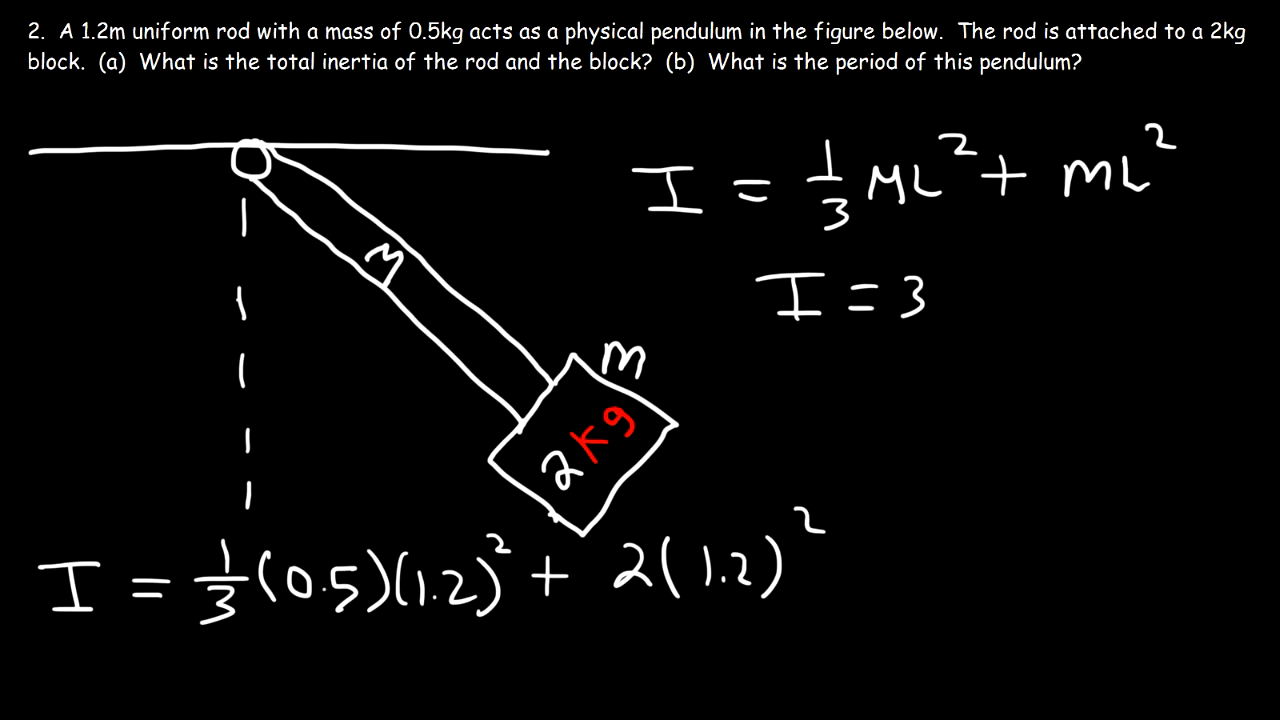 2. A 1.2m uniform rod with a mass of 0.5kg acts as a physical pendulum in the figure below. The rod is attached to a 2kg
block. (a) What is the total inertia of the rod and the block? (b) What is the period of this pendulum?
I = 1/3 ML² + mL²
I = 3
M
m
2 kg
I = 1/3 (0.5)(1.2)² + 2(1.2)²